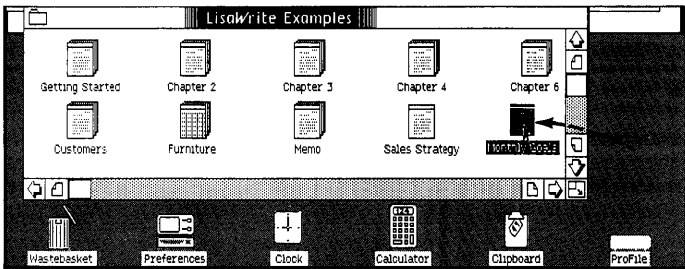 LisaWrite Examples
Getting Started Chapter 2 Chapter 3 Chapter 4 Chapter 6
Customers Furniture Memo Sales Strategy Monthly Goals
Wastebasket Preferences Clock Calculator Clipboard ProFile